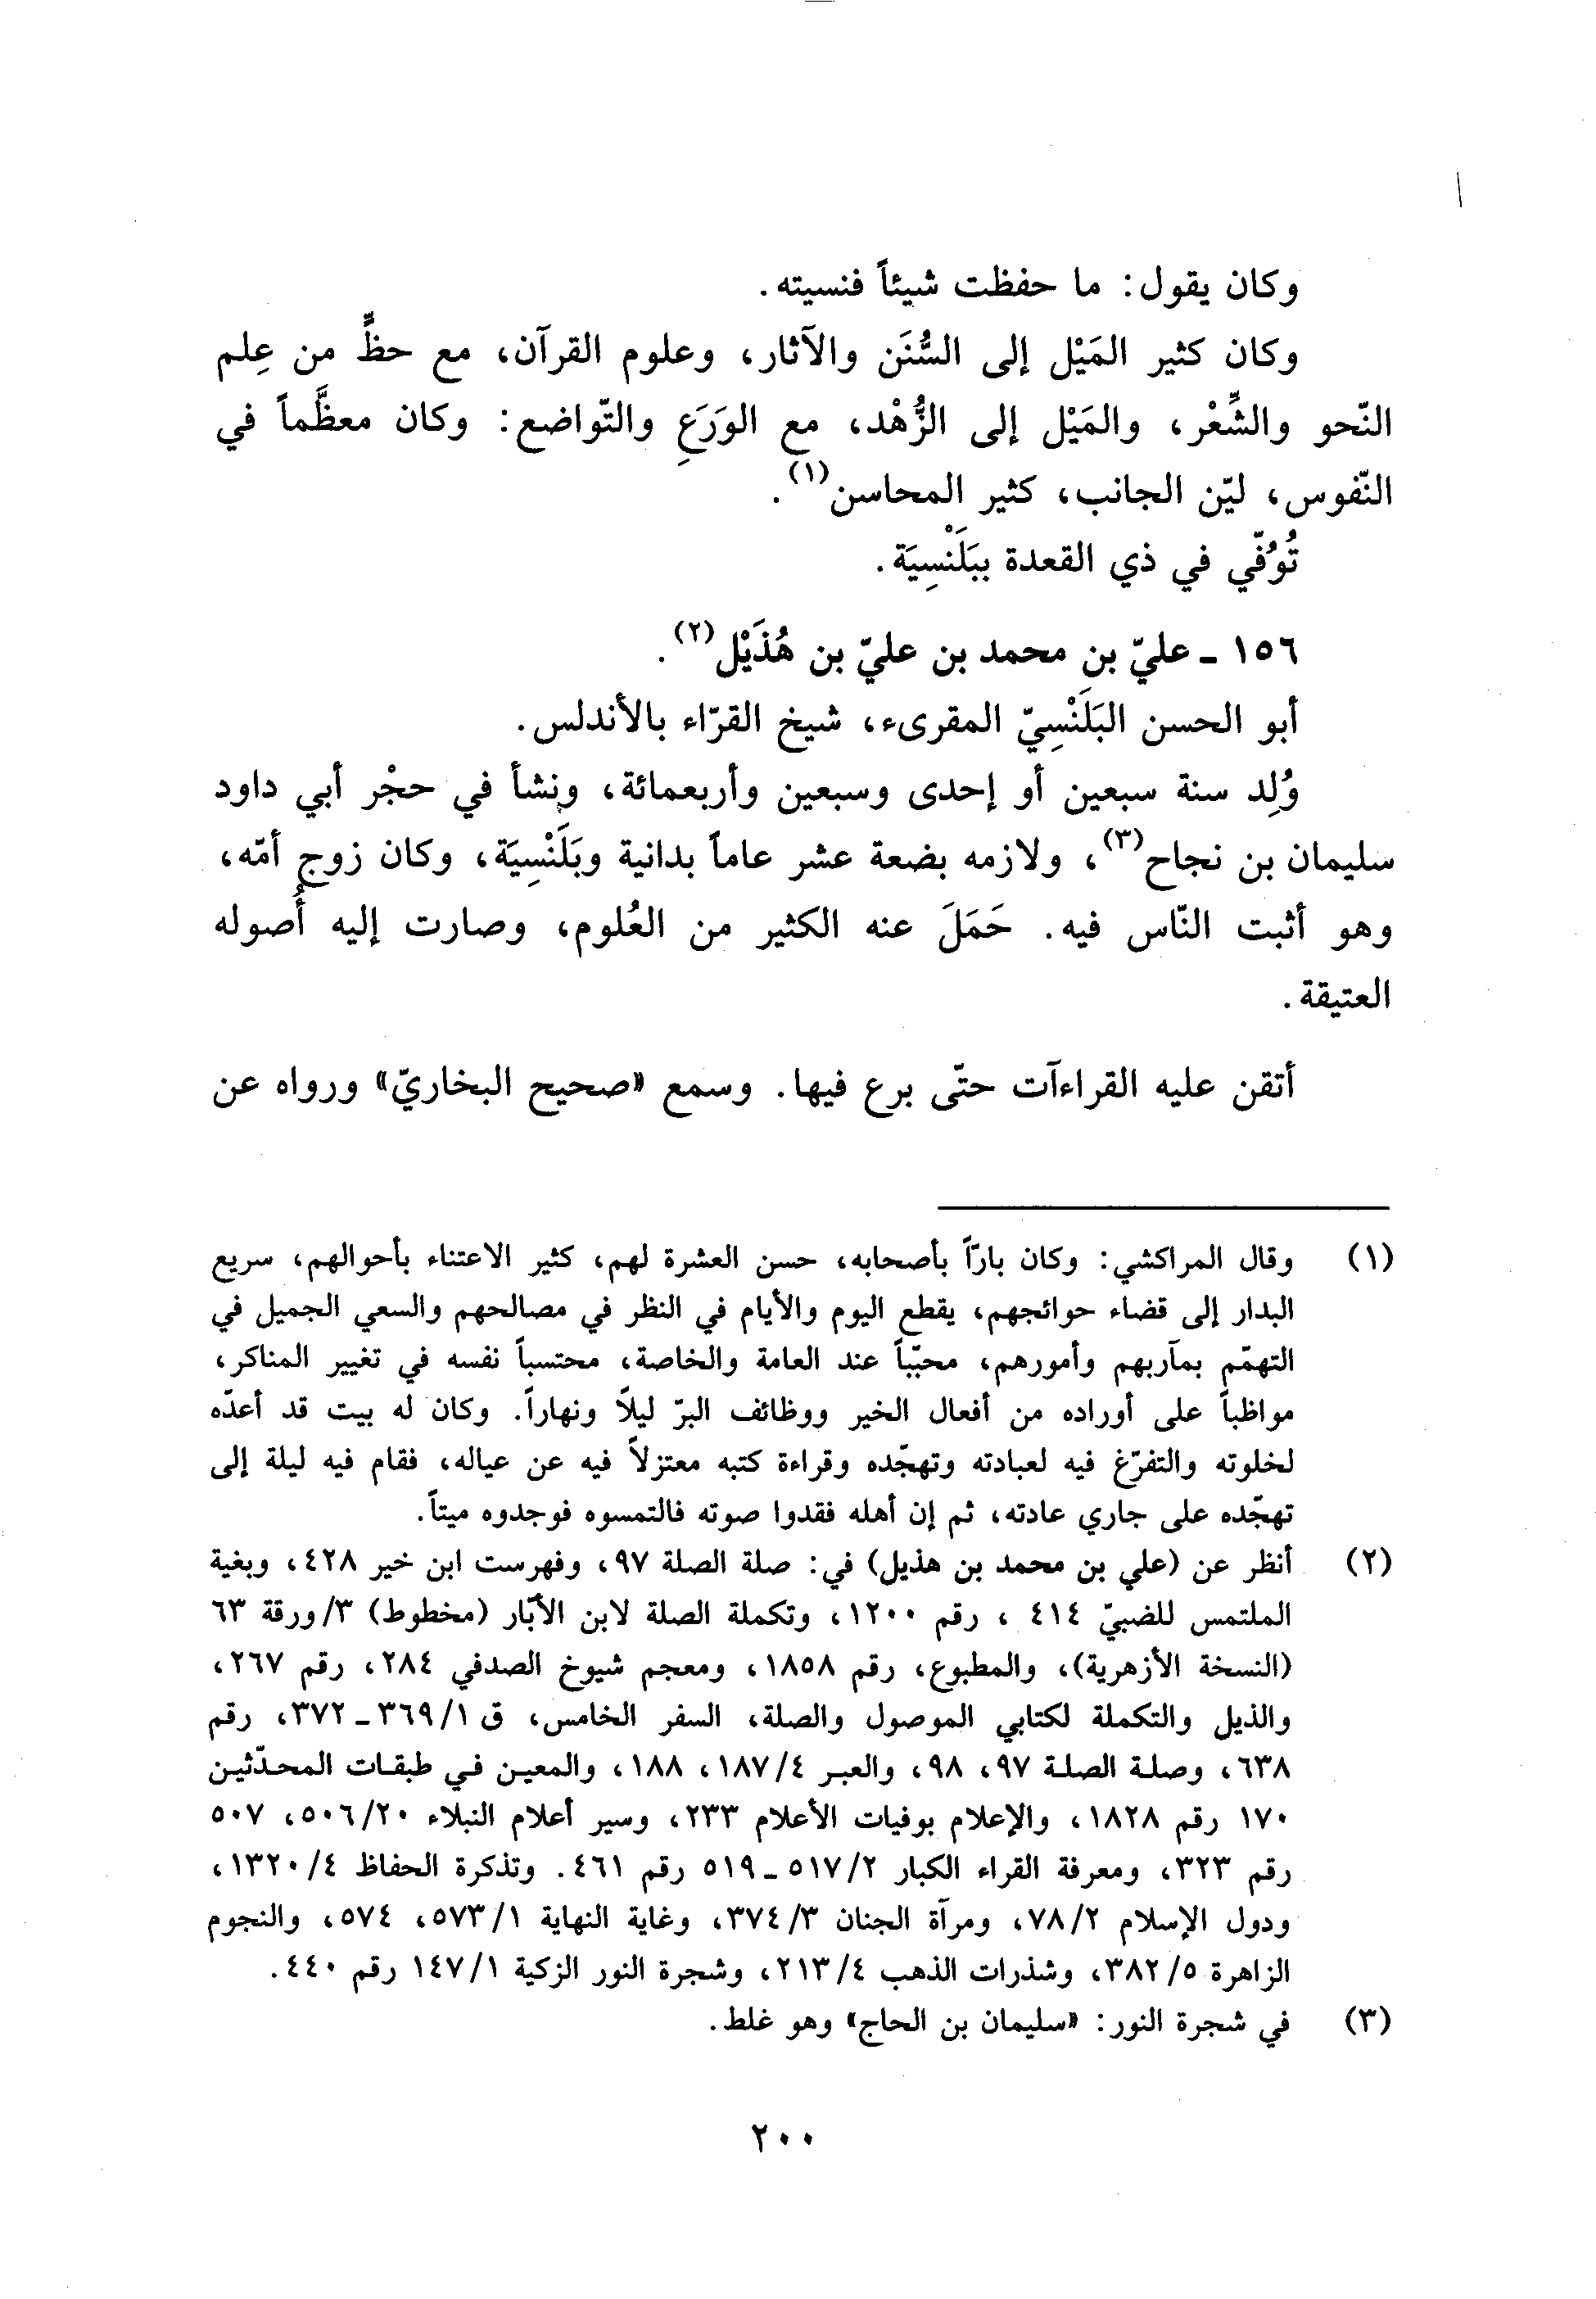 وكان يقول: ما حفظت شيئاً فنسيته.
وكان كثير المَيْل إلى السُّنَن والآثار، وعلوم القرآن، مع حظٍّ من عِلم
النّحو والشِّعْر، والمَيْل إلى الزُّهْد، مع الوَرَعِ والتّواضع: وكان معظَّماً في
النّفوس، ليّن الجانب، كثير المحاسن(١).
تُوُفّي في ذي القعدة ببَلَنْسِيَة.
١٥٦ ـ عليّ بن محمد بن عليّ بن هُذَيْل(٢).
أبو الحسن البَلَنْسِيّ المقرىء، شيخ القرّاء بالأندلس.
وُلِد سنة سبعين أو إحدى وسبعين وأربعمائة، ونشأ في حجْر أبي داود
سليمان بن نجاح(٣)، ولازمه بضعة عشر عاماً بدانية وبَلَنْسِيَة، وكان زوج أمّه،
وهو أثبت النّاس فيه. حَمَلَ عنه الكثير من العُلوم، وصارت إليه أُصوله
العتيقة.
أتقن عليه القراءآت حتّى برع فيها. وسمع «صحيح البخاريّ» ورواه عن
(١) وقال المراكشي: وكان بارّاً بأصحابه، حسن العشرة لهم، كثير الاعتناء بأحوالهم، سريع
البدار إلى قضاء حوائجهم، يقطع اليوم والأيام في النظر في مصالحهم والسعي الجميل في
التهمّم بمآربهم وأمورهم، محبّباً عند العامة والخاصة، محتسباً نفسه في تغيير المناكر،
مواظباً على أوراده من أفعال الخير ووظائف البرّ ليلاً ونهاراً. وكان له بيت قد أعدّه
لخلوته والتفرّغ فيه لعبادته وتهجّده وقراءة كتبه معتزلاً فيه عن عياله، فقام فيه ليلة إلى
تهجّده على جاري عادته، ثم إن أهله فقدوا صوته فالتمسوه فوجدوه ميتاً.
(٢) أنظر عن (علي بن محمد بن هذيل) في: صلة الصلة ٩٧، وفهرست ابن خير ٤٢٨، وبغية
الملتمس للضبيّ ٤١٤ ، رقم ١٢٠٠، وتكملة الصلة لابن الأبّار (مخطوط) ٣/ورقة ٦٣
(النسخة الأزهرية)، والمطبوع، رقم ١٨٥٨، ومعجم شيوخ الصدفي ٢٨٤، رقم ٢٦٧،
والذيل والتكملة لكتابي الموصول والصلة، السفر الخامس، ق ٣٦٩/١ ـ ٣٧٢، رقم
٦٣٨، وصلة الصلة ٩٧، ٩٨، والعبر ١٨٧/٤، ١٨٨، والمعين في طبقات المحدّثين
١٧٠ رقم ١٨٢٨، والإعلام بوفيات الأعلام ٢٣٣، وسير أعلام النبلاء ٥٠٦/٢٠، ٥٠٧
رقم ٣٢٣، ومعرفة القراء الكبار ٥١٧/٢ ـ ٥١٩ رقم ٤٦١. وتذكرة الحفاظ ١٣٢٠/٤،
ودول الإسلام ٧٨/٢، ومرآة الجنان ٣٧٤/٣، وغاية النهاية ٥٧٣/١، ٥٧٤، والنجوم
الزاهرة ٣٨٢/٥، وشذرات الذهب ٢١٣/٤، وشجرة النور الزكية ١٤٧/١ رقم ٤٤٠.
(٣) في شجرة النور: «سليمان بن الحاج» وهو غلط.
٢٠٠